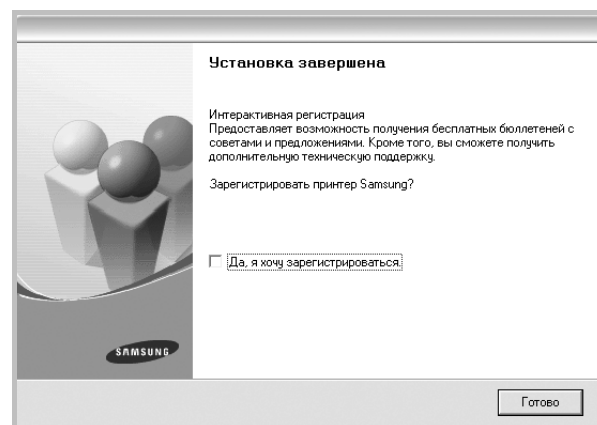 Установка завершена
Интерактивная регистрация
Предоставляет возможность получения бесплатных бюллетеней с
советами и предложениями. Кроме того, вы сможете получить
дополнительную техническую поддержку.
Зарегистрировать принтер Samsung?
Да, я хочу зарегистрироваться.
SAMSUNG
Готово